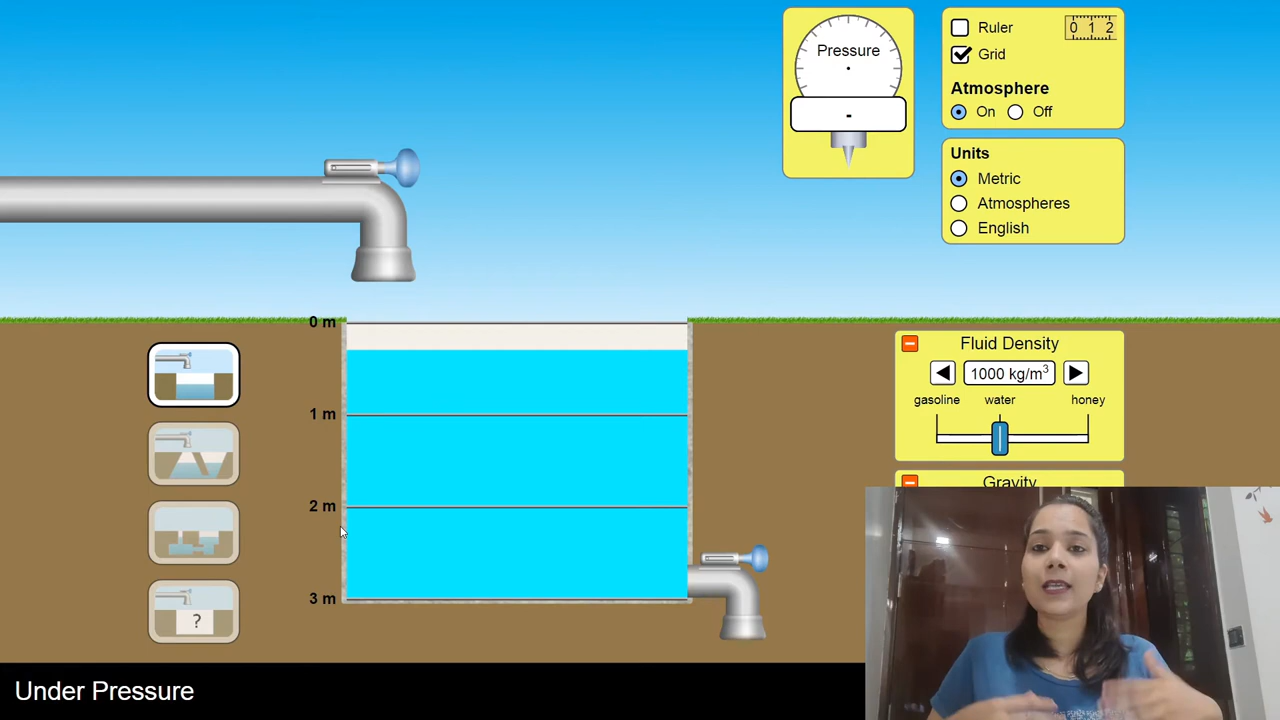 Pressure
-
Ruler
0 1 2
Grid
Atmosphere
On
Off
Units
Metric
Atmospheres
English
0 m
1 m
2 m
3 m
?
Fluid Density
1000 kg/m³
gasoline
water
honey
Gravity
Under Pressure